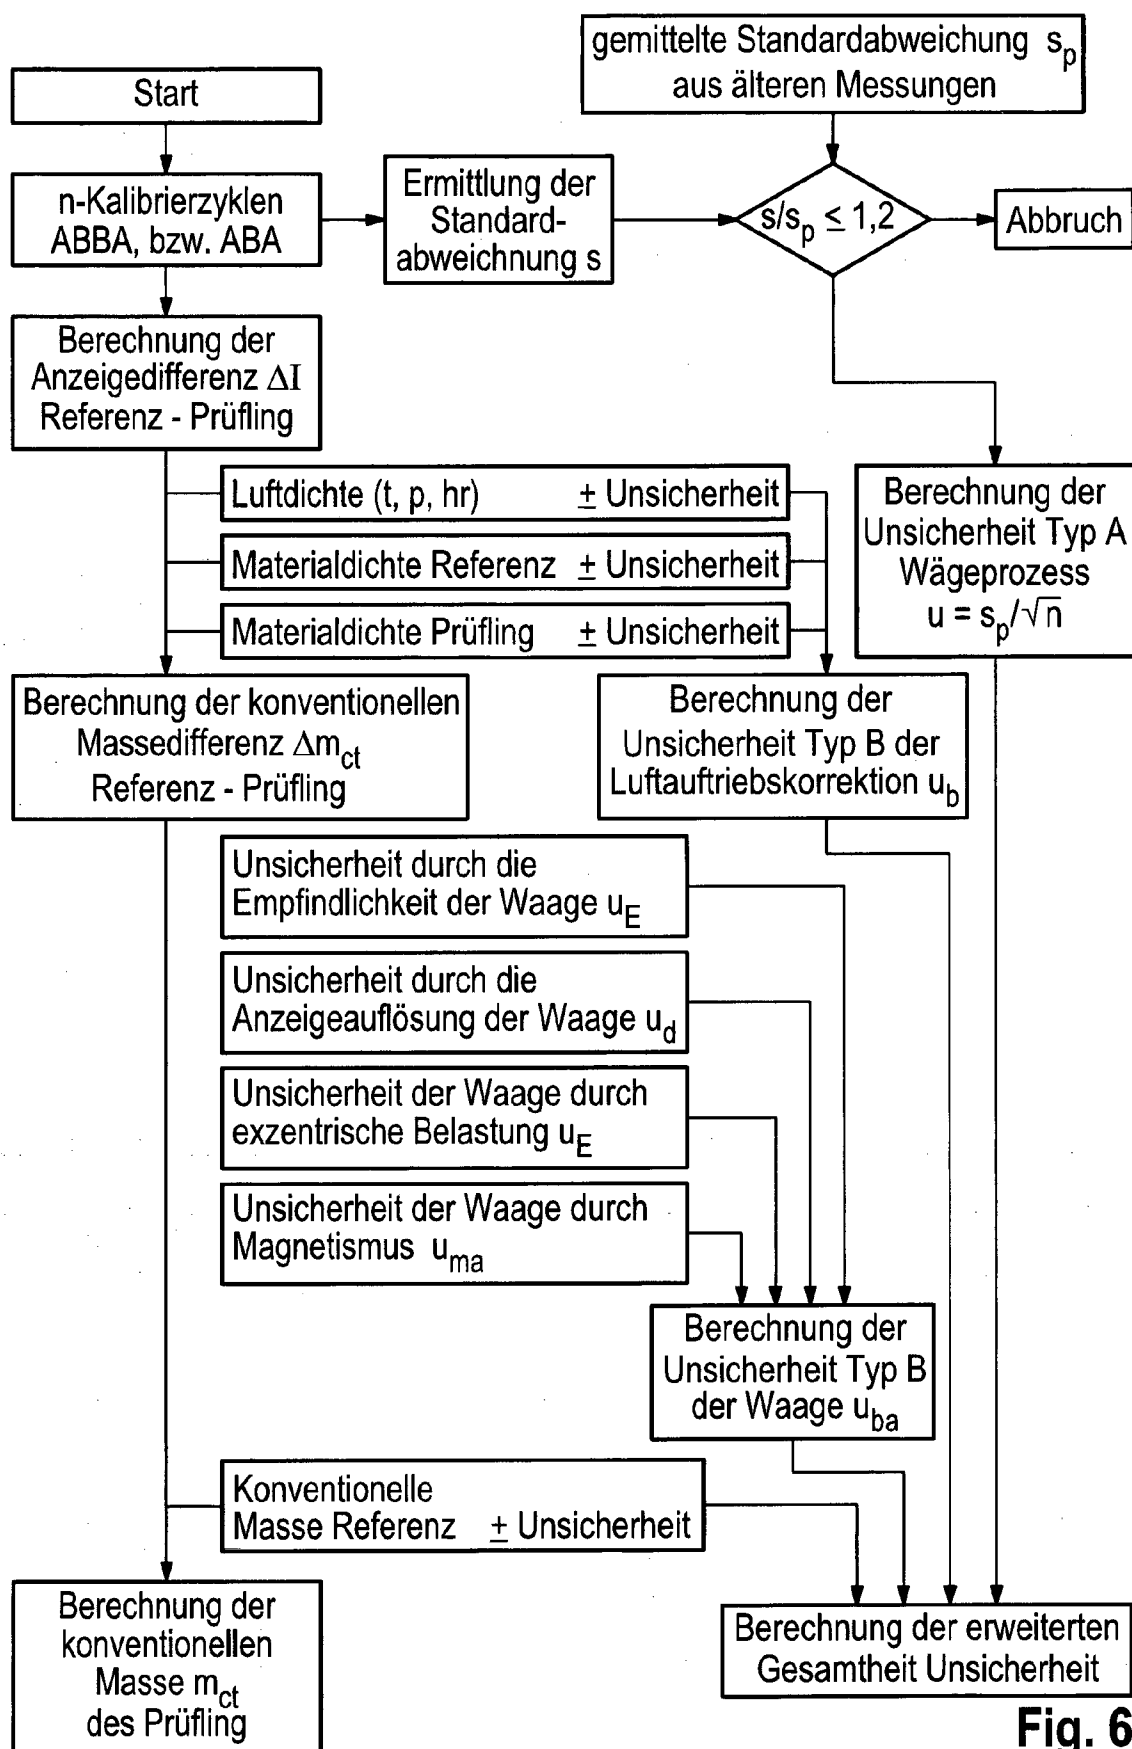 gemittelte Standardabweichung s_p
aus älteren Messungen
Start
n-Kalibrierzyklen
ABBA, bzw. ABA
Ermittlung der
Standard-
abweichnung s
s/s_p ≤ 1,2
Abbruch
Berechnung der
Anzeigedifferenz ΔI
Referenz - Prüfling
Luftdichte (t, p, hr) ± Unsicherheit
Materialdichte Referenz ± Unsicherheit
Materialdichte Prüfling ± Unsicherheit
Berechnung der
Unsicherheit Typ A
Wägeprozess
u = s_p/√n
Berechnung der konventionellen
Massedifferenz Δm_ct
Referenz - Prüfling
Berechnung der
Unsicherheit Typ B der
Luftauftriebskorrektion u_b
Unsicherheit durch die
Empfindlichkeit der Waage u_E
Unsicherheit durch die
Anzeigeauflösung der Waage u_d
Unsicherheit der Waage durch
exzentrische Belastung u_E
Unsicherheit der Waage durch
Magnetismus u_ma
Berechnung der
Unsicherheit Typ B
der Waage u_ba
Konventionelle
Masse Referenz ± Unsicherheit
Berechnung der
konventionellen
Masse m_ct
des Prüfling
Berechnung der erweiterten
Gesamtheit Unsicherheit
Fig. 6